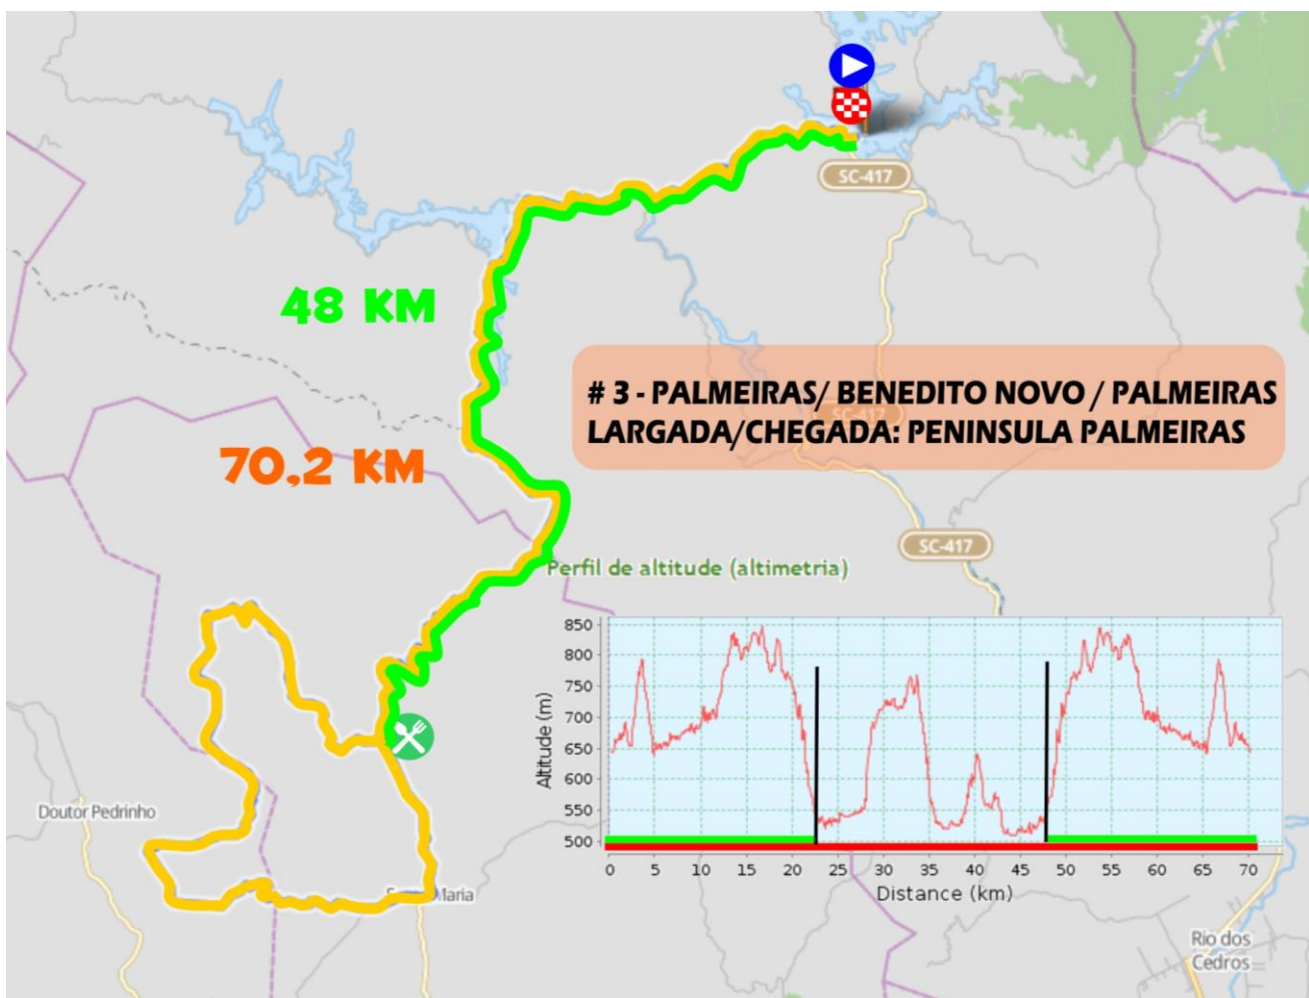 SC-417
48 KM
# 3 - PALMEIRAS/ BENEDITO NOVO / PALMEIRAS
SC-417
LARGADA/CHEGADA: PENINSULA PALMEIRAS
70,2 KM
SC-417
Perfil de altitude (altimetria)
850
800
750
700
650
600
550
500
Altitude (m)
0 5 10 15 20 25 30 35 40 45 50 55 60 65 70
Distance (km)
Doutor Pedrinho
Maria
Rio dos
Cedros